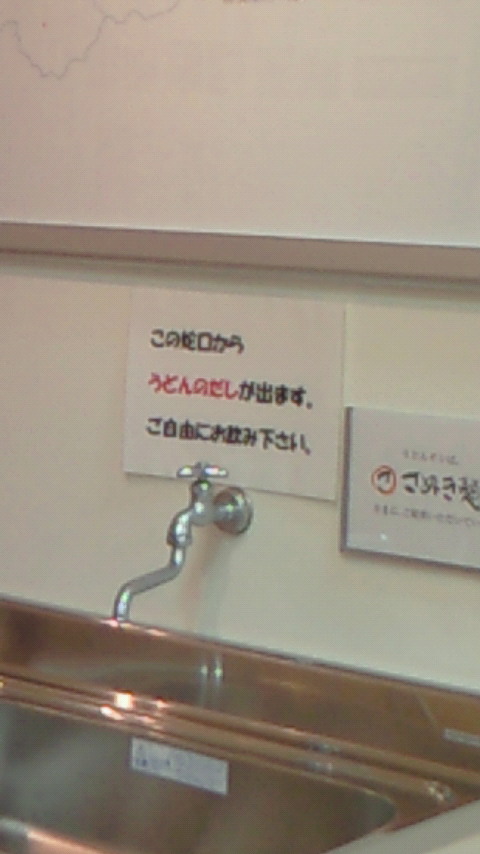 この蛇口から
うどんのだしが出ます。
ご自由にお飲み下さい。
さぬき麺